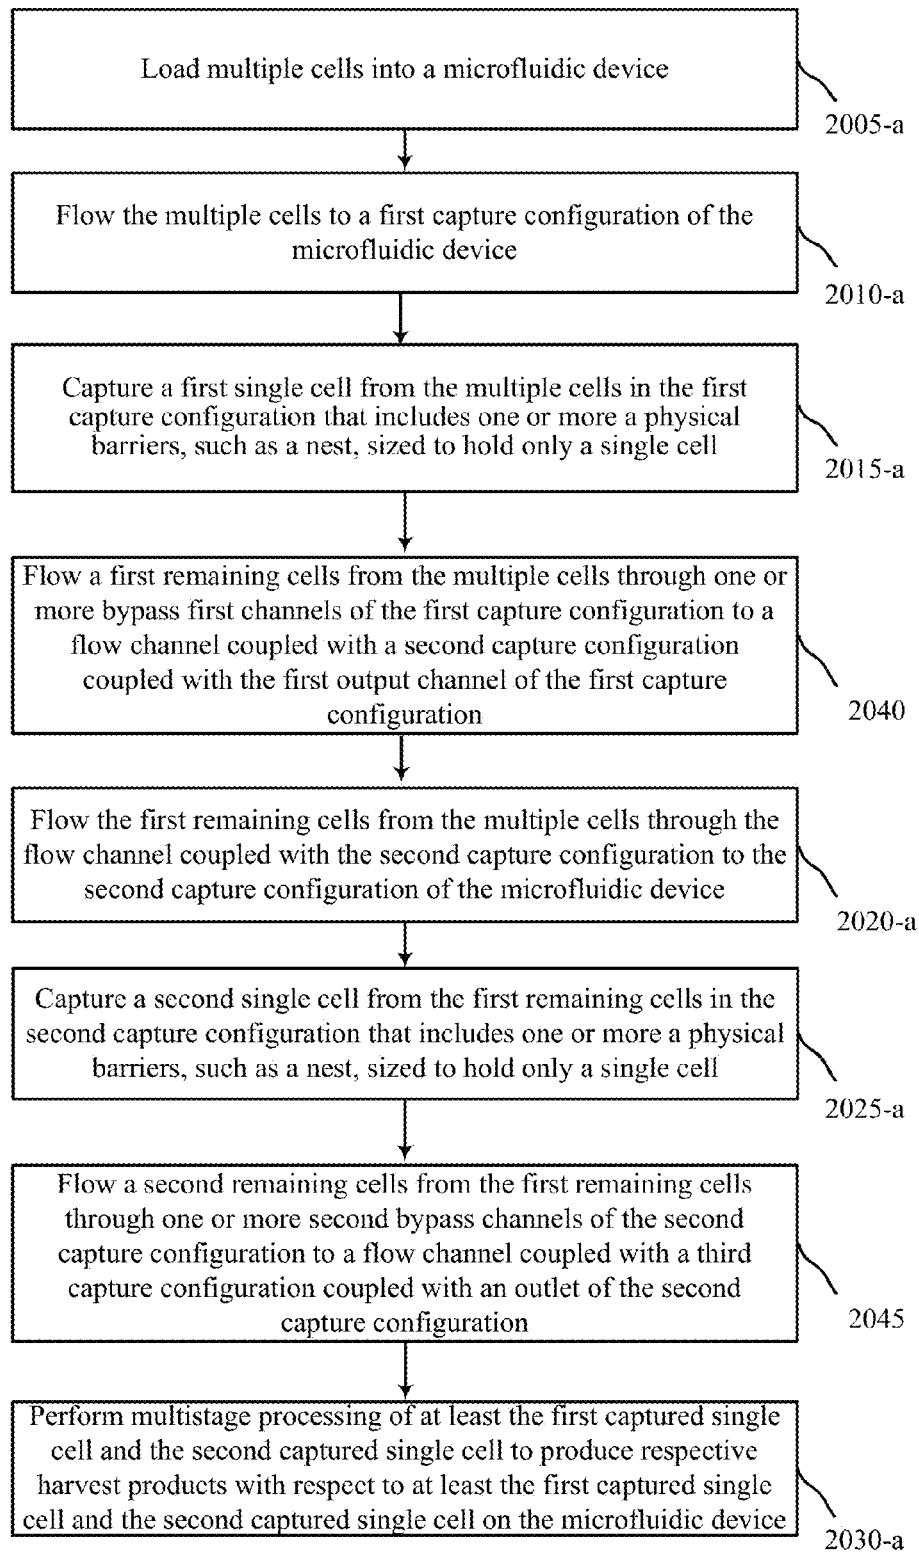 Load multiple cells into a microfluidic device
2005-a
Flow the multiple cells to a first capture configuration of the
microfluidic device
2010-a
Capture a first single cell from the multiple cells in the first
capture configuration that includes one or more a physical
barriers, such as a nest, sized to hold only a single cell
2015-a
Flow a first remaining cells from the multiple cells through one or
more bypass first channels of the first capture configuration to a
flow channel coupled with a second capture configuration
coupled with the first output channel of the first capture
configuration
2040
Flow the first remaining cells from the multiple cells through the
flow channel coupled with the second capture configuration to the
second capture configuration of the microfluidic device
2020-a
Capture a second single cell from the first remaining cells in the
second capture configuration that includes one or more a physical
barriers, such as a nest, sized to hold only a single cell
2025-a
Flow a second remaining cells from the first remaining cells
through one or more second bypass channels of the second
capture configuration to a flow channel coupled with a third
capture configuration coupled with an outlet of the second
capture configuration
2045
Perform multistage processing of at least the first captured single
cell and the second captured single cell to produce respective
harvest products with respect to at least the first captured single
cell and the second captured single cell on the microfluidic device
2030-a